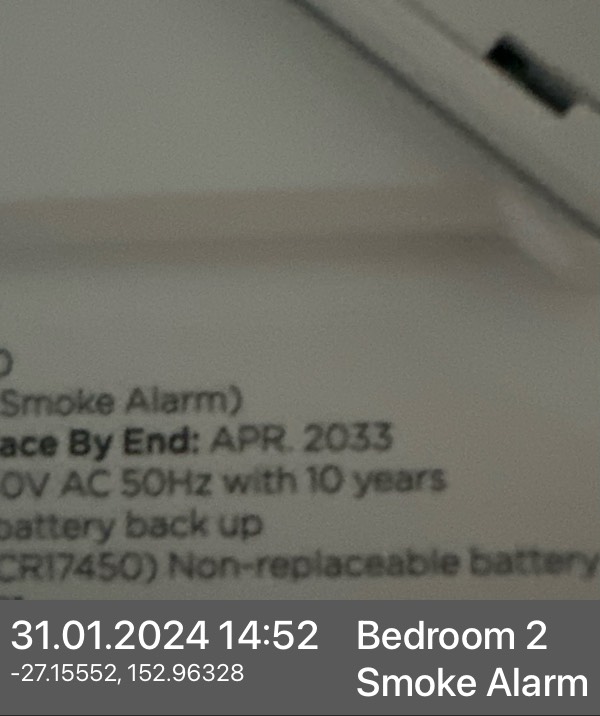 Smoke Alarm)
ace By End: APR. 2033
0V AC 50Hz with 10 years
battery back up
CR17450) Non-replaceable battery
31.01.2024 14:52
-27.15552, 152.96328
Bedroom 2
Smoke Alarm